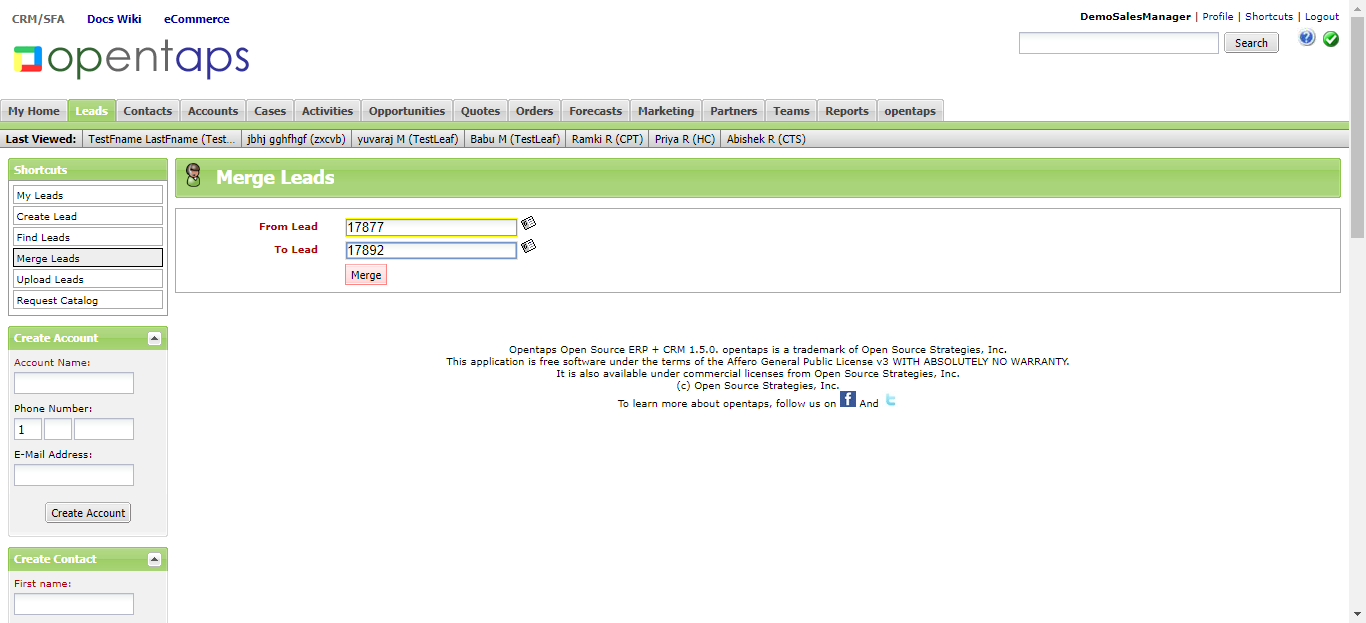 CRM/SFA Docs Wiki eCommerce
DemoSalesManager | Profile | Shortcuts | Logout
opentaps
Search
My Home Leads Contacts Accounts Cases Activities Opportunities Quotes Orders Forecasts Marketing Partners Teams Reports opentaps
Last Viewed: TestFname LastFname (Test... jbhj gghfhgf (zxcvb) yuvaraj M (TestLeaf) Babu M (TestLeaf) Ramki R (CPT) Priya R (HC) Abishek R (CTS)
Shortcuts
My Leads
Create Lead
Find Leads
Merge Leads
Upload Leads
Request Catalog
Create Account
Account Name:
Phone Number:
1
E-Mail Address:
Create Account
Create Contact
First name:
Merge Leads
From Lead 17877
To Lead 17892
Merge
Opentaps Open Source ERP + CRM 1.5.0. opentaps is a trademark of Open Source Strategies, Inc.
This application is free software under the terms of the Affero General Public License v3 WITH ABSOLUTELY NO WARRANTY.
It is also available under commercial licenses from Open Source Strategies, Inc.
(c) Open Source Strategies, Inc.
To learn more about opentaps, follow us on f And t